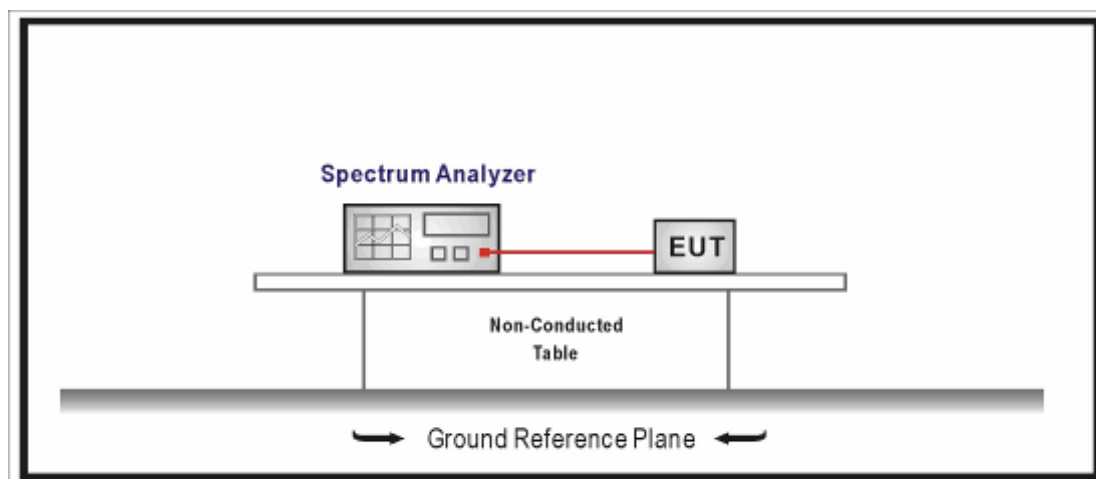 Spectrum Analyzer
EUT
Non-Conducted
Table
Ground Reference Plane